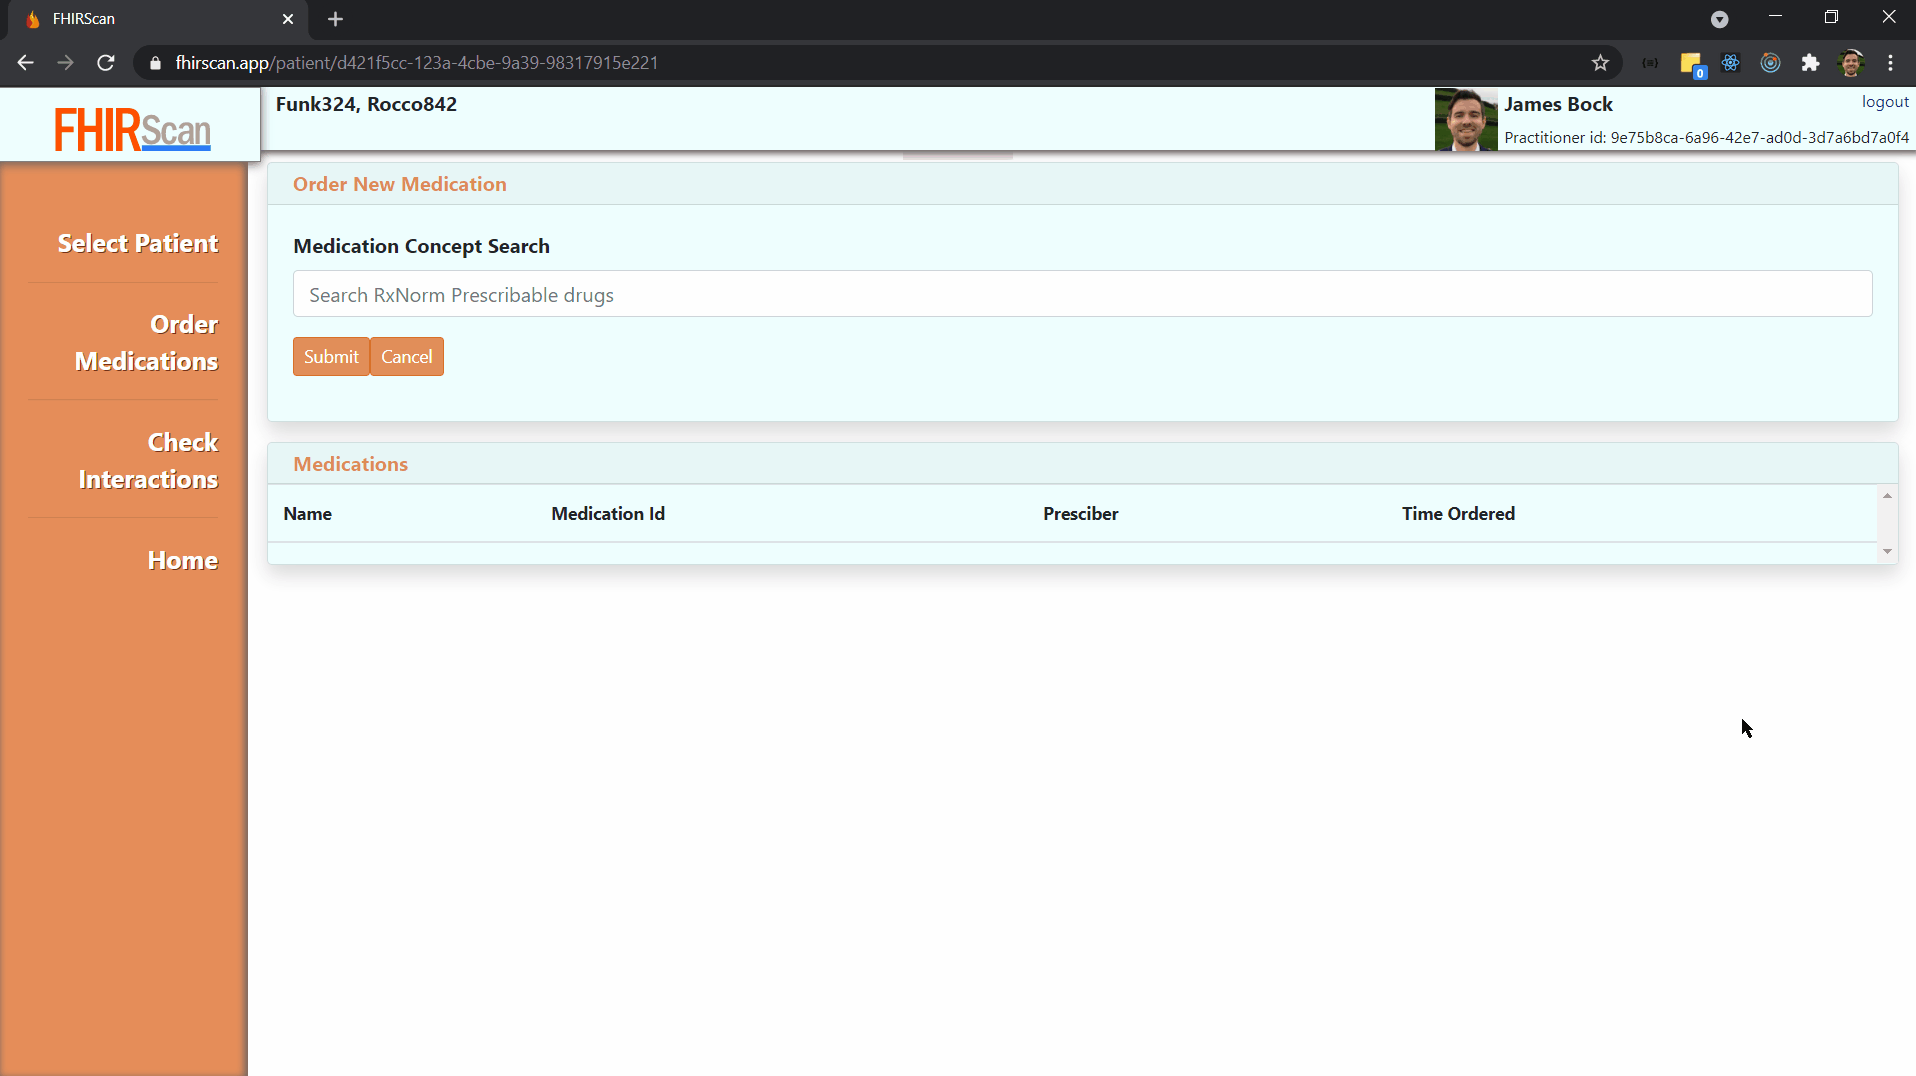 FHIRScan
fhirscan.app/patient/d421f5cc-123a-4cbe-9a39-98317915e221
0
FHIRScan
Funk324, Rocco842
James Bock
logout
Practitioner id: 9e75b8ca-6a96-42e7-ad0d-3d7a6bd7a0f4
Select Patient
Order
Medications
Check
Interactions
Home
Order New Medication
Medication Concept Search
Search RxNorm Prescribable drugs
Submit Cancel
Medications
Name Medication Id Presciber Time Ordered